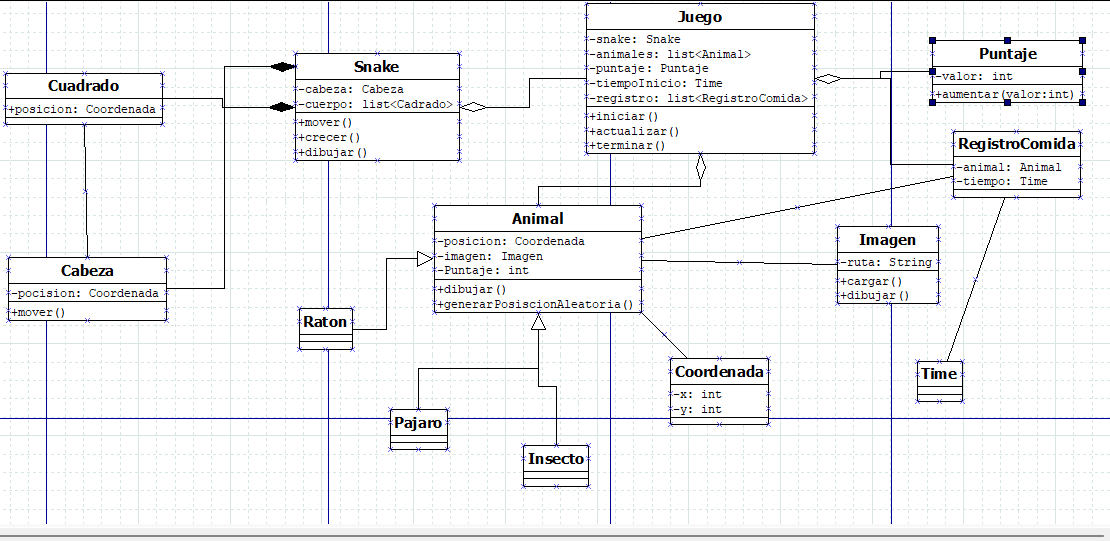 Juego
-snake: Snake
-animales: list<Animal>
-puntaje: Puntaje
-tiempoInicio: Time
-registro: list<RegistroComida>
+iniciar()
+actualizar()
+terminar()
Puntaje
-valor: int
+aumentar(valor:int)
Snake
-cabeza: Cabeza
-cuerpo: list<Cadrado>
+mover()
+crecer()
+dibujar()
Cuadrado
+posicion: Coordenada
RegistroComida
-animal: Animal
-tiempo: Time
Animal
-posicion: Coordenada
-imagen: Imagen
-Puntaje: int
+dibujar()
+generarPosiscionAleatoria()
Imagen
-ruta: String
+cargar()
+dibujar()
Cabeza
-pocision: Coordenada
+mover()
Raton
Coordenada
-x: int
-y: int
Time
Pajaro
Insecto